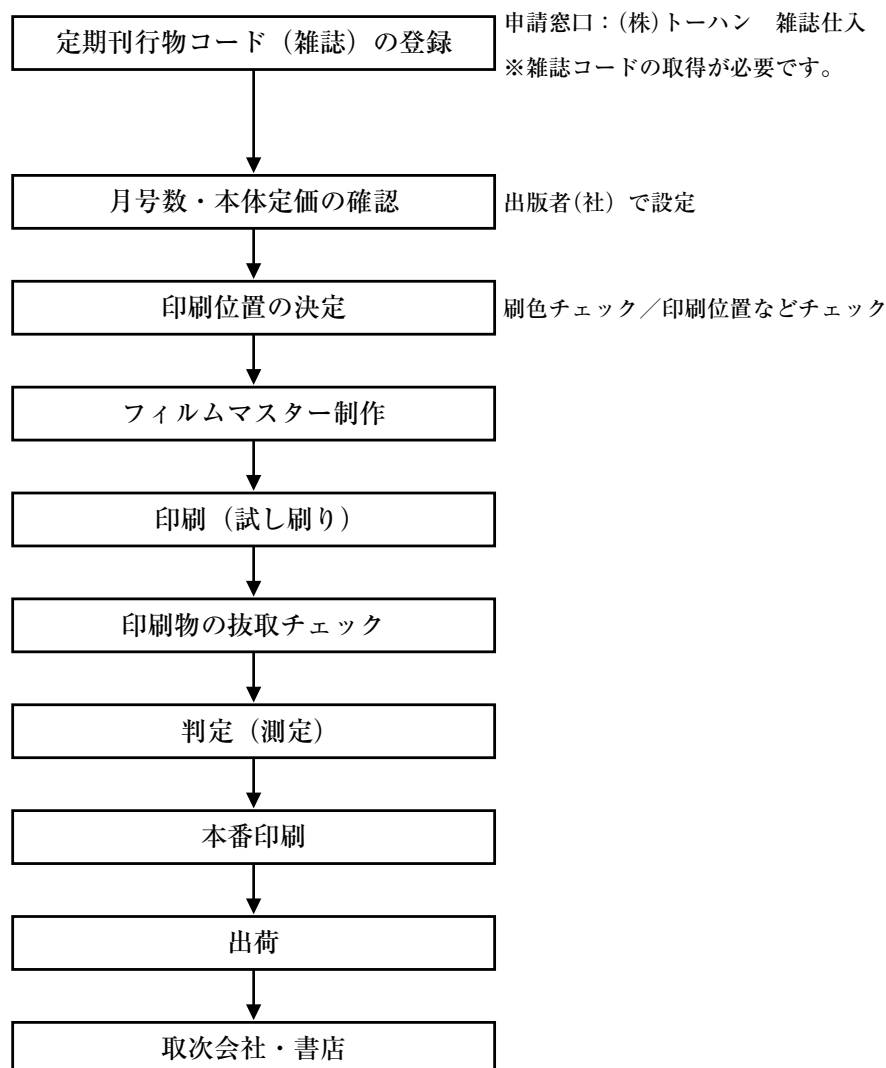 定期刊行物コード（雑誌）の登録
申請窓口：(株)トーハン　雑誌仕入
※雑誌コードの取得が必要です。
月号数・本体定価の確認
出版者(社）で設定
印刷位置の決定
刷色チェック／印刷位置などチェック
フィルムマスター制作
印刷（試し刷り）
印刷物の抜取チェック
判定（測定）
本番印刷
出荷
取次会社・書店